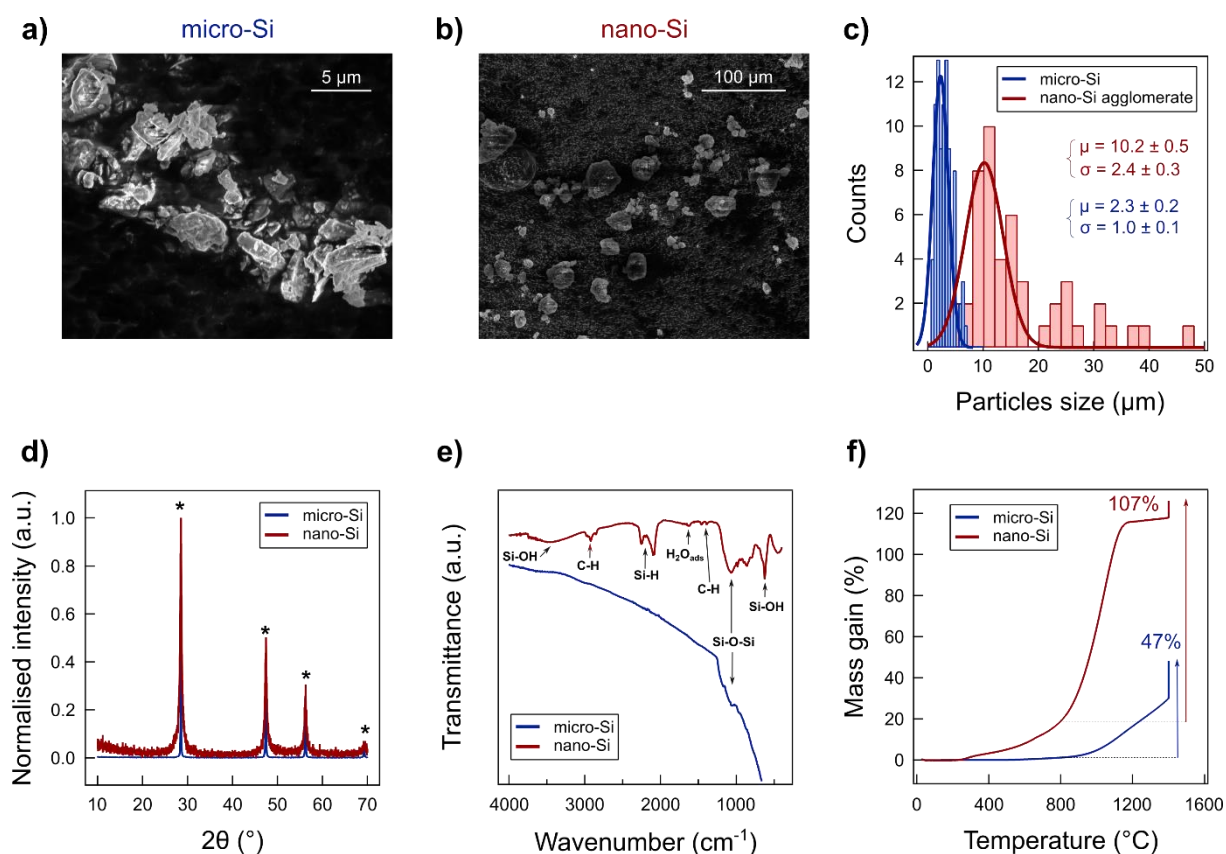 a)
micro-Si
5 µm
b)
nano-Si
100 µm
c)
micro-Si
nano-Si agglomerate
µ = 10.2 ± 0.5
σ = 2.4 ± 0.3
µ = 2.3 ± 0.2
σ = 1.0 ± 0.1
12
10
8
6
4
2
Counts
0 10 20 30 40 50
Particles size (µm)
d)
micro-Si
nano-Si
* * * *
1.0
0.8
0.6
0.4
0.2
0.0
Normalised intensity (a.u.)
10 20 30 40 50 60 70
2θ (°)
e)
Si-OH
C-H
Si-H
H₂Oads
C-H
Si-O-Si
Si-OH
micro-Si
nano-Si
Transmittance (a.u.)
4000 3000 2000 1000
Wavenumber (cm⁻¹)
f)
micro-Si
nano-Si
107%
47%
120
100
80
60
40
20
0
Mass gain (%)
0 400 800 1200 1600
Temperature (°C)